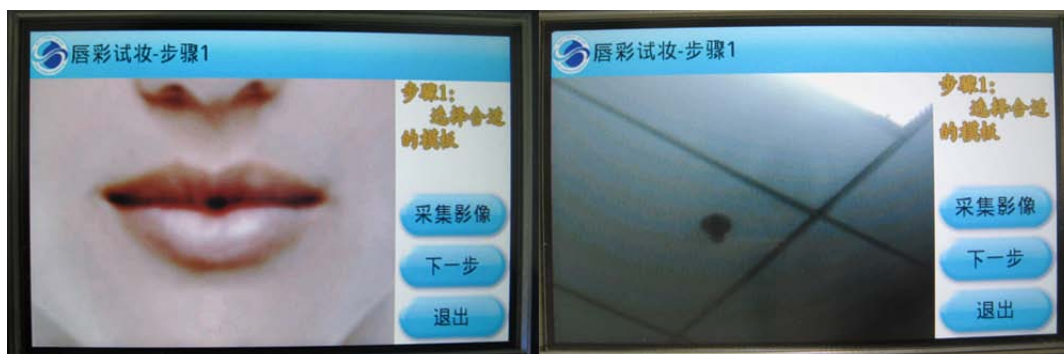 唇彩试妆-步骤1
步骤1:
选择合适
的模板
采集影像
下一步
退出
唇彩试妆-步骤1
步骤1:
选择合适
的模板
采集影像
下一步
退出